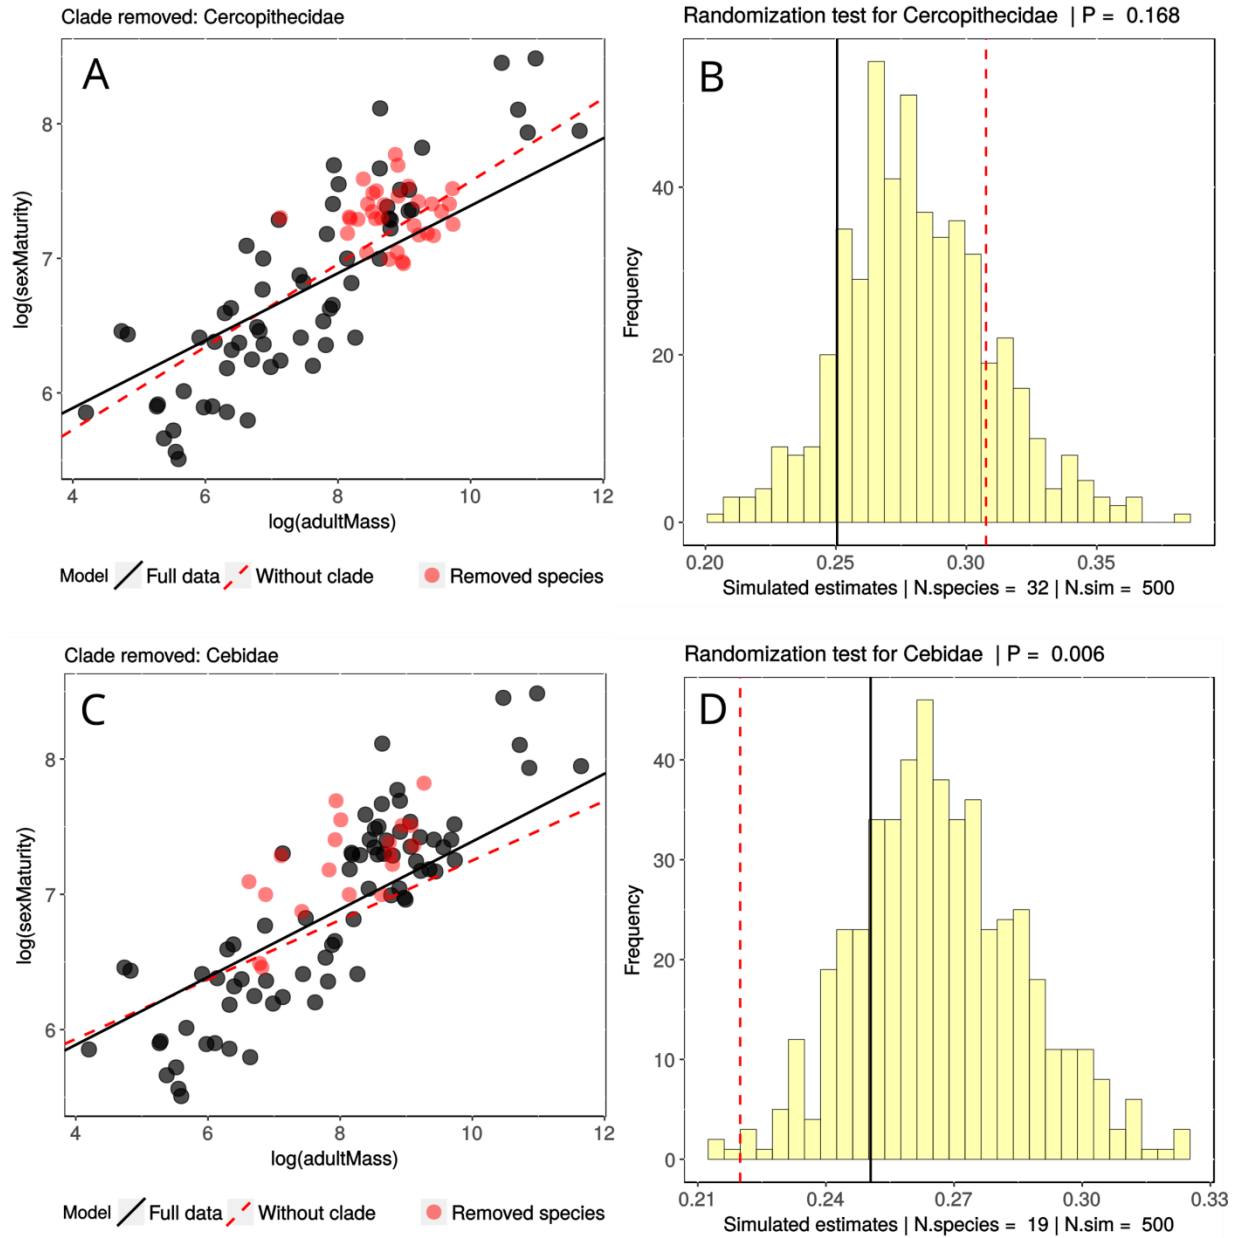 Clade removed: Cercopithecidae
A
log(sexMaturity)
8
7
6
4 6 8 10 12
log(adultMass)
Model Full data Without clade Removed species
Randomization test for Cercopithecidae | P = 0.168
B
Frequency
40
20
0
0.20 0.25 0.30 0.35
Simulated estimates | N.species = 32 | N.sim = 500
Clade removed: Cebidae
C
log(sexMaturity)
8
7
6
4 6 8 10 12
log(adultMass)
Model Full data Without clade Removed species
Randomization test for Cebidae | P = 0.006
D
Frequency
40
30
20
10
0
0.21 0.24 0.27 0.30 0.33
Simulated estimates | N.species = 19 | N.sim = 500